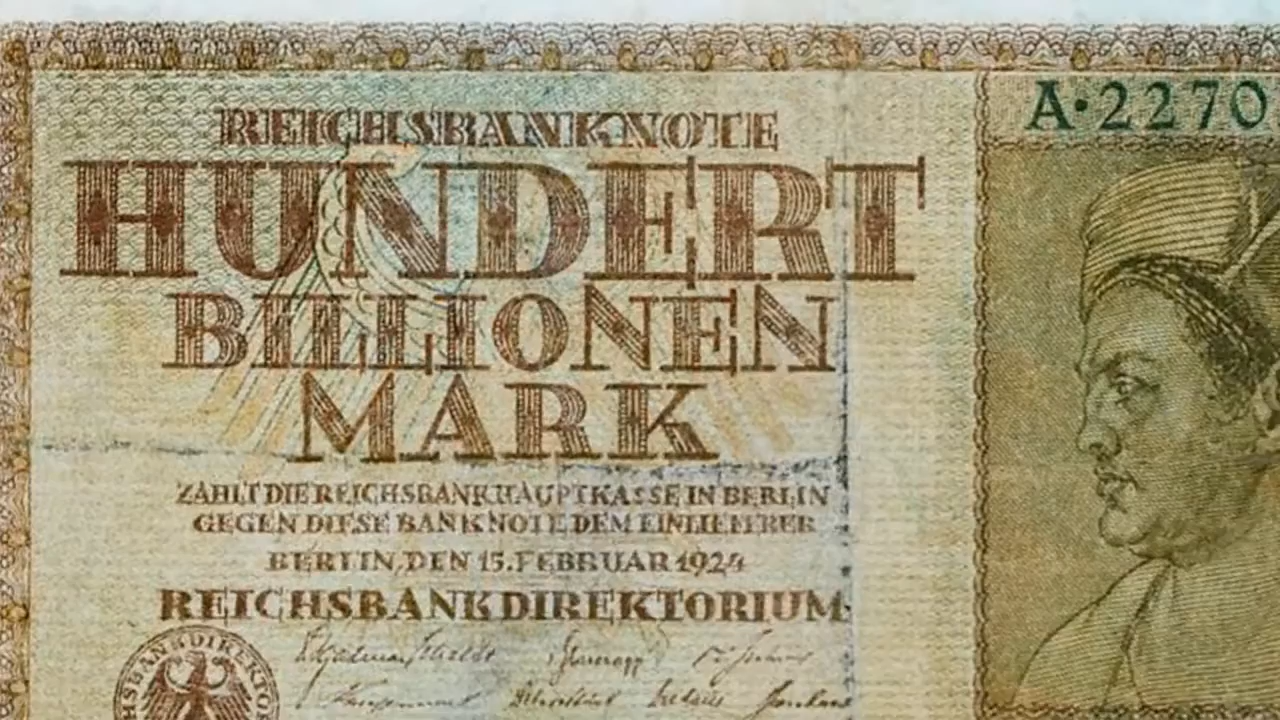 A·2270
REICHSBANKNOTE
HUNDERT
BILLIONEN
MARK
ZAHLT DIE REICHSBANKHAUPTKASSE IN BERLIN
GEGEN DIESE BANKNOTE DEM EINLIEFERER
BERLIN, DEN 15. FEBRUAR 1924
REICHSBANKDIREKTORIUM